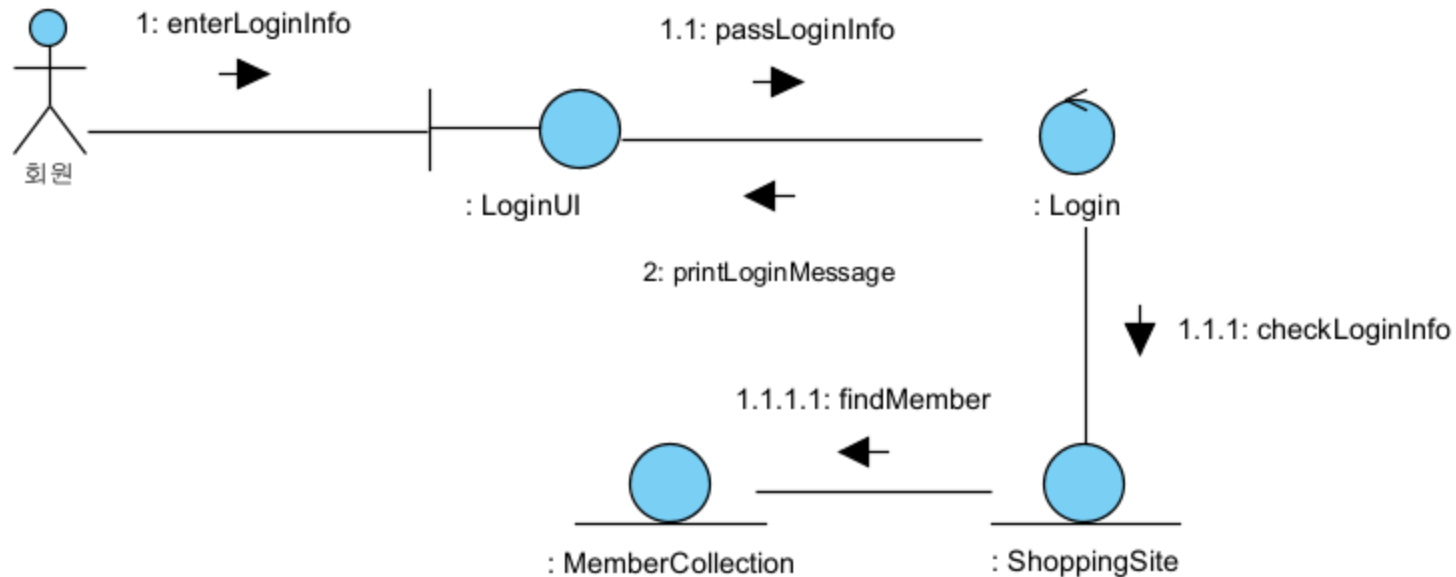 1: enterLoginInfo
1.1: passLoginInfo
회원
: LoginUI
: Login
2: printLoginMessage
1.1.1: checkLoginInfo
1.1.1.1: findMember
: MemberCollection
: ShoppingSite